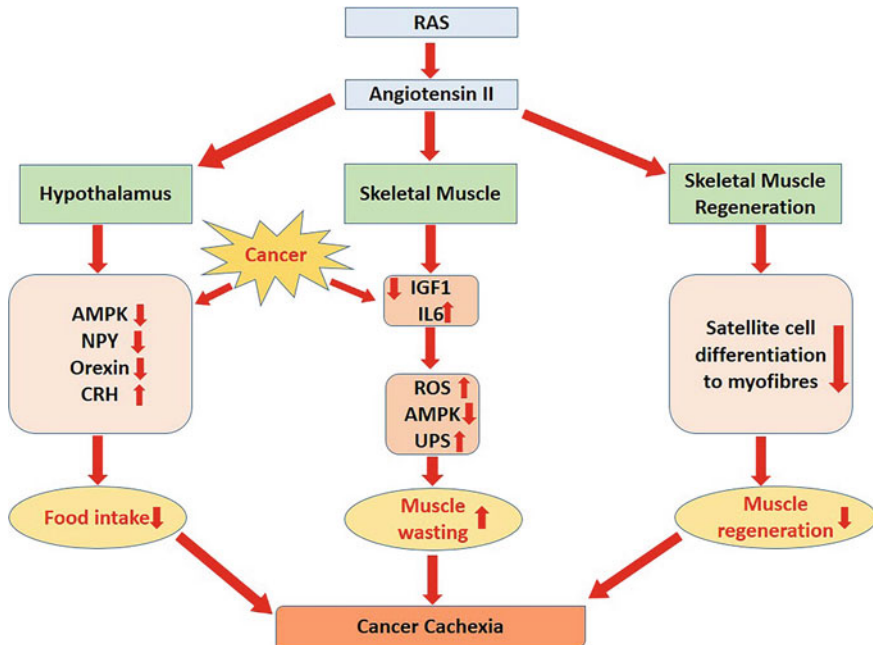 RAS
Angiotensin II
Hypothalamus
Skeletal Muscle
Skeletal Muscle
Regeneration
Cancer
AMPK
NPY
Orexin
CRH
IGF1
IL6
ROS
AMPK
UPS
Satellite cell
differentiation
to myofibres
Food intake
Muscle
wasting
Muscle
regeneration
Cancer Cachexia